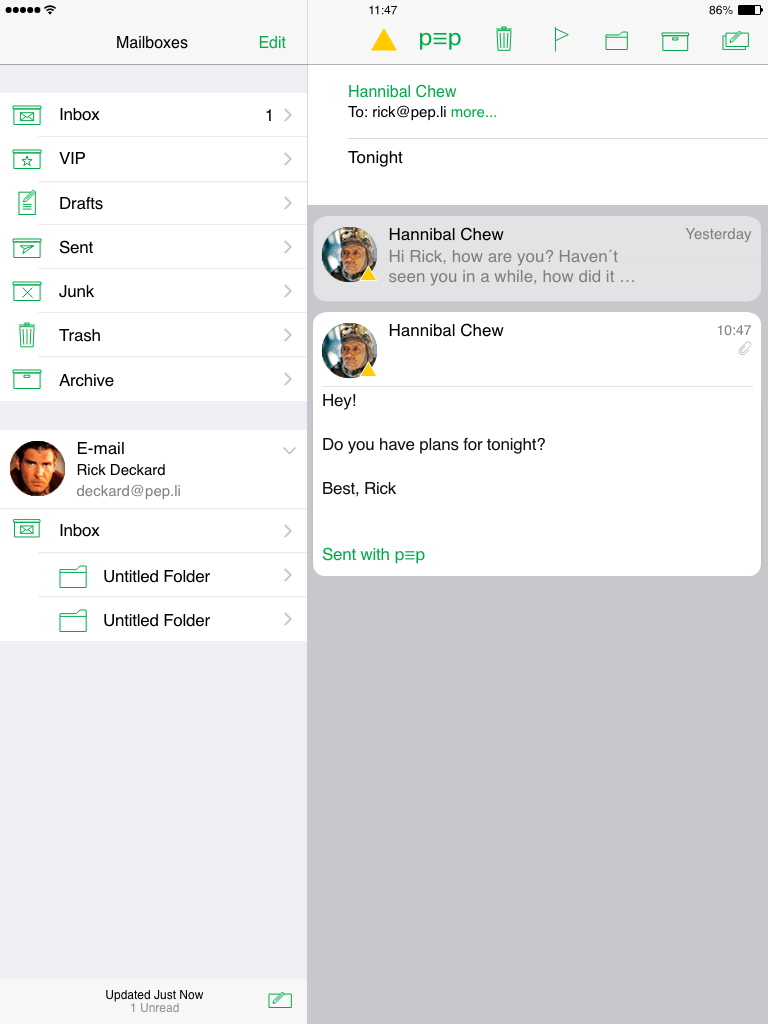 11:47
86%
Mailboxes
Edit
p≡p
Inbox
1
VIP
Drafts
Sent
Junk
Trash
Archive
E-mail
Rick Deckard
deckard@pep.li
Inbox
Untitled Folder
Untitled Folder
Updated Just Now
1 Unread
Hannibal Chew
To: rick@pep.li more...
Tonight
Hannibal Chew
Yesterday
Hi Rick, how are you? Haven´t
seen you in a while, how did it …
Hannibal Chew
10:47
Hey!
Do you have plans for tonight?
Best, Rick
Sent with p≡p